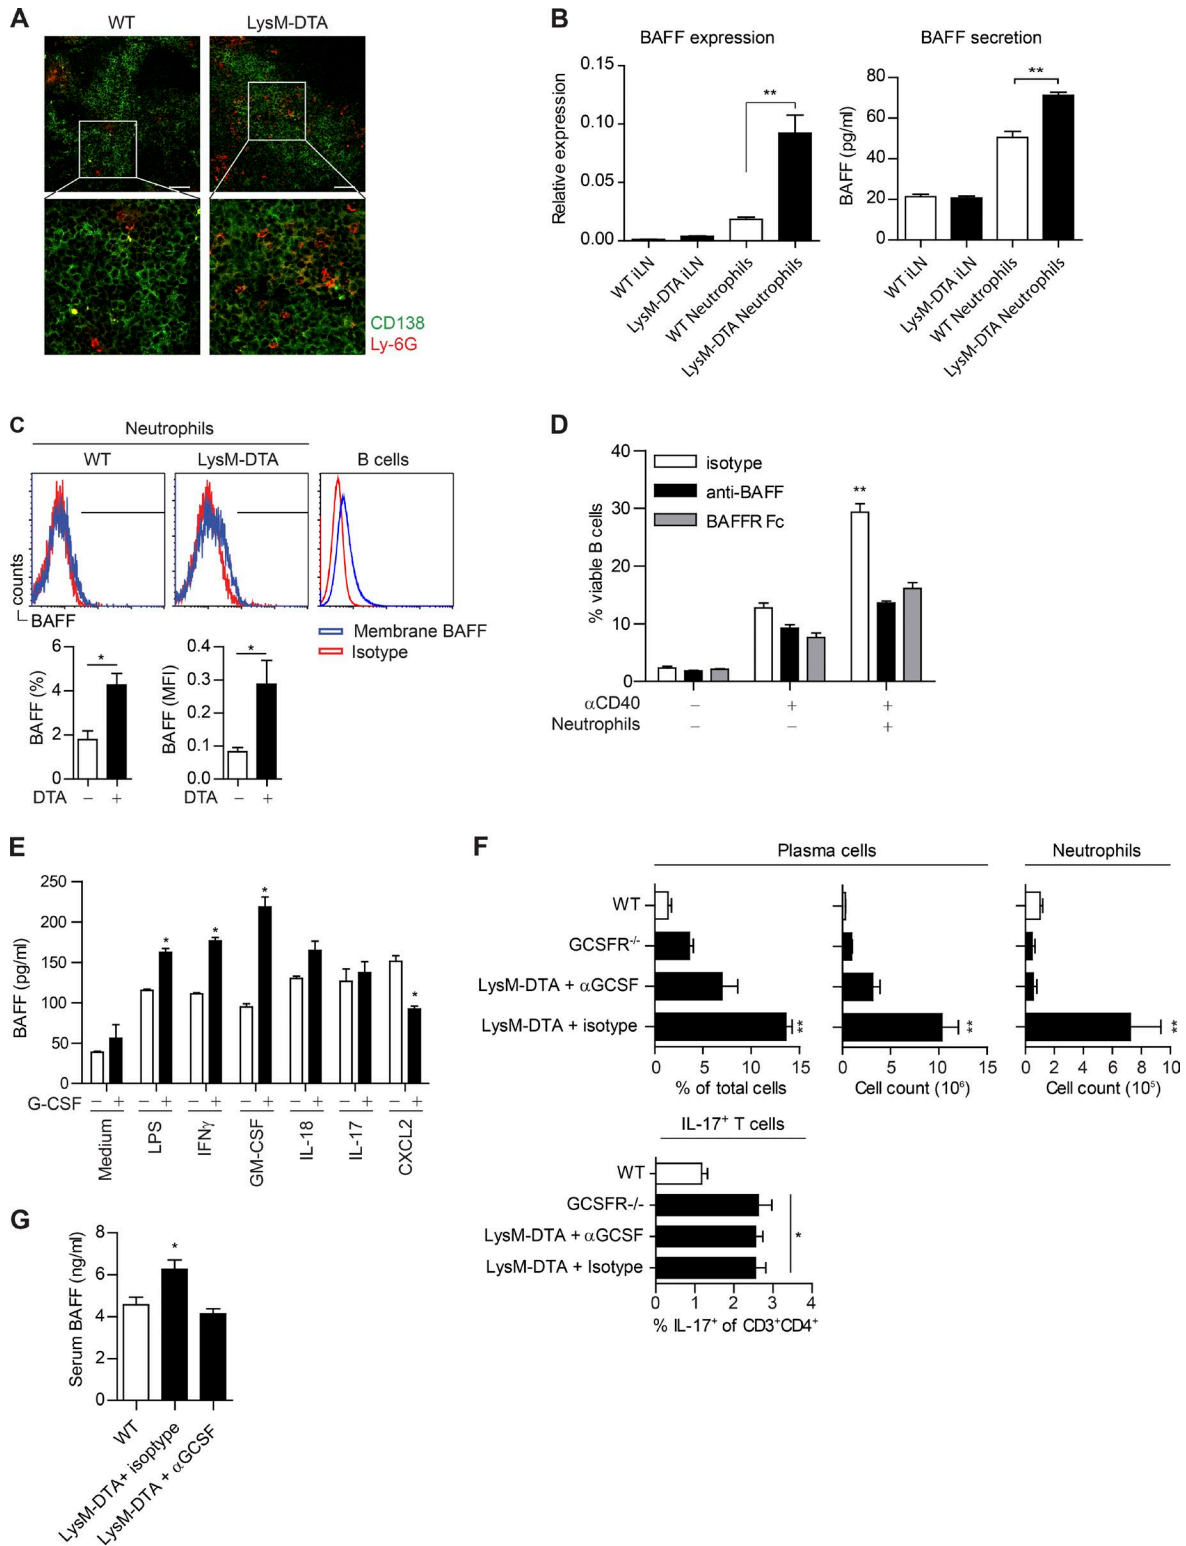 A
WT
LysM-DTA
CD138
Ly-6G
B
BAFF expression
Relative expression
0.15
0.10
0.05
0.00
**
WT iLN
LysM-DTA iLN
WT Neutrophils
LysM-DTA Neutrophils
BAFF secretion
BAFF (pg/ml)
80
60
40
20
0
**
WT iLN
LysM-DTA iLN
WT Neutrophils
LysM-DTA Neutrophils
C
Neutrophils
WT
LysM-DTA
B cells
counts
BAFF
Membrane BAFF
Isotype
BAFF (%)
6
4
2
0
*
DTA − +
BAFF (MFI)
0.4
0.3
0.2
0.1
0.0
*
DTA − +
D
% viable B cells
40
30
20
10
0
isotype
anti-BAFF
BAFFR Fc
**
αCD40 − + +
Neutrophils − − +
E
BAFF (pg/ml)
250
200
150
100
50
0
* * * *
G-CSF − + − + − + − + − + − + − +
Medium
LPS
IFNγ
GM-CSF
IL-18
IL-17
CXCL2
F
Plasma cells
Neutrophils
WT
GCSFR-/-
LysM-DTA + αGCSF
LysM-DTA + isotype
** ** **
0 5 10 15
% of total cells
0 5 10 15
Cell count (10⁶)
0 2 4 6 8 10
Cell count (10⁵)
IL-17⁺ T cells
WT
GCSFR-/-
LysM-DTA + αGCSF
LysM-DTA + Isotype
*
0 1 2 3 4
% IL-17⁺ of CD3⁺CD4⁺
G
Serum BAFF (ng/ml)
8
6
4
2
0
*
WT
LysM-DTA+ isoptype
LysM-DTA + αGCSF